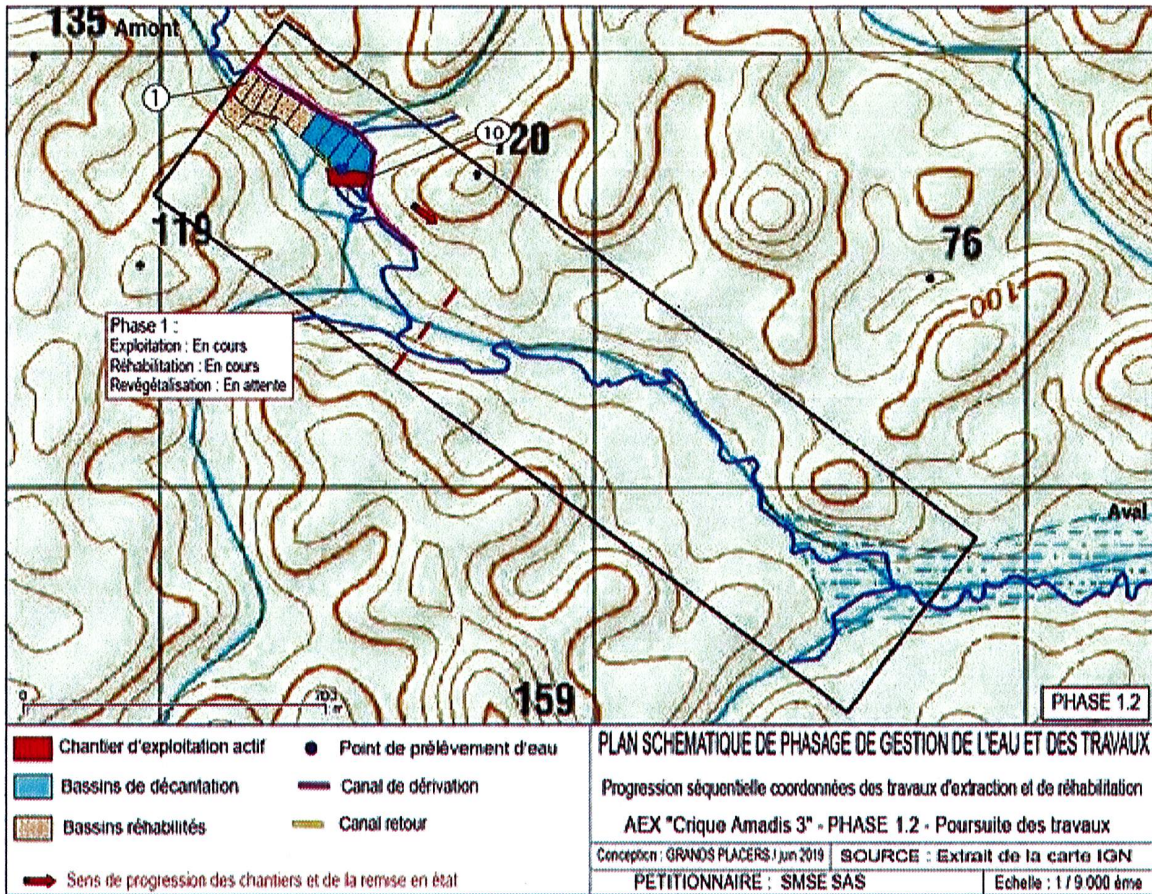 135 Amont
1
10
120
119
76
100
Phase 1 :
Exploitation : En cours
Réhabilitation : En cours
Revégétalisation : En attente
Aval
0
159
PHASE 1.2
Chantier d'exploitation actif
Point de prélèvement d'eau
Bassins de décantation
Canal de dérivation
Bassins réhabilités
Canal retour
Sens de progression des chantiers et de la remise en état
PLAN SCHEMATIQUE DE PHASAGE DE GESTION DE L'EAU ET DES TRAVAUX
Progression séquentielle coordonnées des travaux d'extraction et de réhabilitation
AEX "Crique Amadis 3" - PHASE 1.2 - Poursuite des travaux
Conception : GRANDS PLACERS / juin 2019
SOURCE : Extrait de la carte IGN
PETITIONNAIRE : SMSE SAS
Echelle : 1 / 9 000 ème